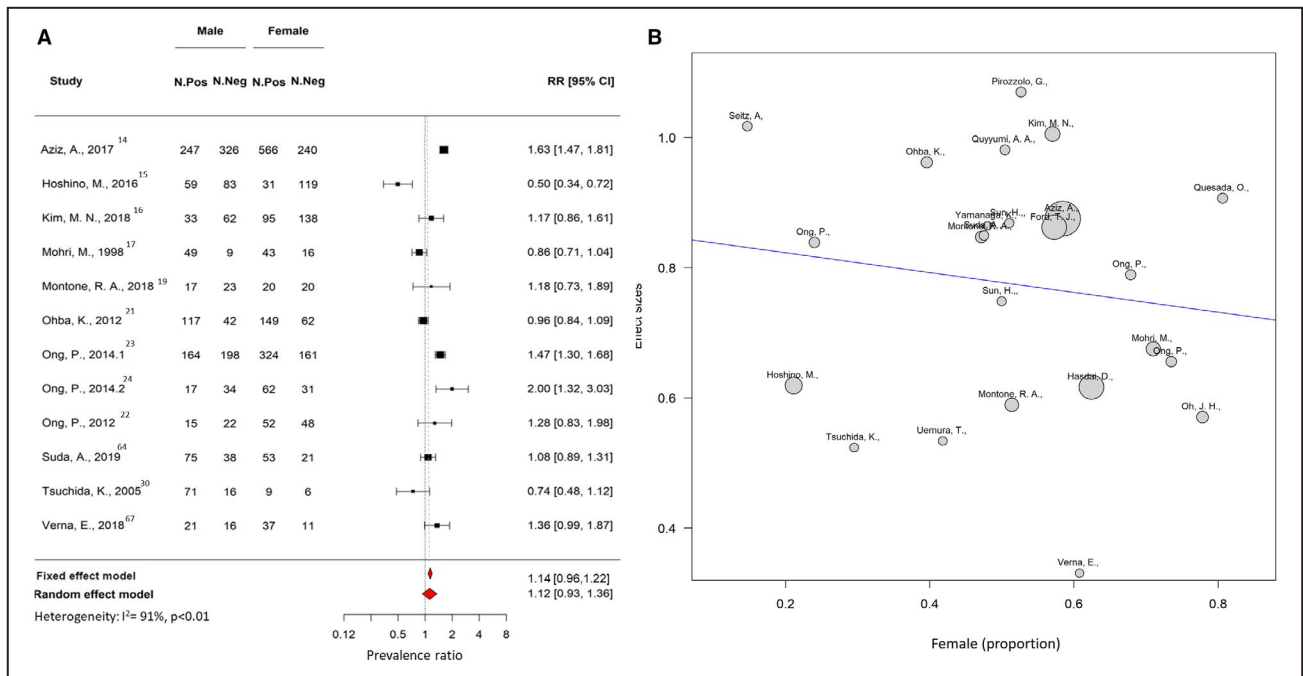 A
Male Female
Study N.Pos N.Neg N.Pos N.Neg RR [95% CI]
Aziz, A., 2017 14 247 326 566 240 1.63 [1.47, 1.81]
Hoshino, M., 2016 15 59 83 31 119 0.50 [0.34, 0.72]
Kim, M. N., 2018 16 33 62 95 138 1.17 [0.86, 1.61]
Mohri, M., 1998 17 49 9 43 16 0.86 [0.71, 1.04]
Montone, R. A., 2018 19 17 23 20 20 1.18 [0.73, 1.89]
Ohba, K., 2012 21 117 42 149 62 0.96 [0.84, 1.09]
Ong, P., 2014.1 23 164 198 324 161 1.47 [1.30, 1.68]
Ong, P., 2014.2 24 17 34 62 31 2.00 [1.32, 3.03]
Ong, P., 2012 22 15 22 52 48 1.28 [0.83, 1.98]
Suda, A., 2019 64 75 38 53 21 1.08 [0.89, 1.31]
Tsuchida, K., 2005 30 71 16 9 6 0.74 [0.48, 1.12]
Verna, E., 2018 67 21 16 37 11 1.36 [0.99, 1.87]
Fixed effect model 1.14 [0.96,1.22]
Random effect model 1.12 [0.93, 1.36]
Heterogeneity: I2= 91%, p<0.01
0.12 0.5 1 2 4 8
Prevalence ratio
B
Pirozzolo, G.,
Seitz, A,
Kim, M. N.,
1.0
Quyyumi, A. A.,
Ohba, K.,
Quesada, O.,
Aziz, A.,
Sun, H.,,
Yamanaga, K.,
Ford, T. J.,
Montone, R. A.,
Ong, P.,
0.8
Ong, P.,
Sun, H.,,
Effect sizes
Mohri, M.,
Ong, P.,
Hoshino, M.,
Hasdai, D.,
0.6
Montone, R. A.,
Oh, J. H.,
Tsuchida, K.,
Uemura, T.,
0.4
Verna, E.,
0.2 0.4 0.6 0.8
Female (proportion)